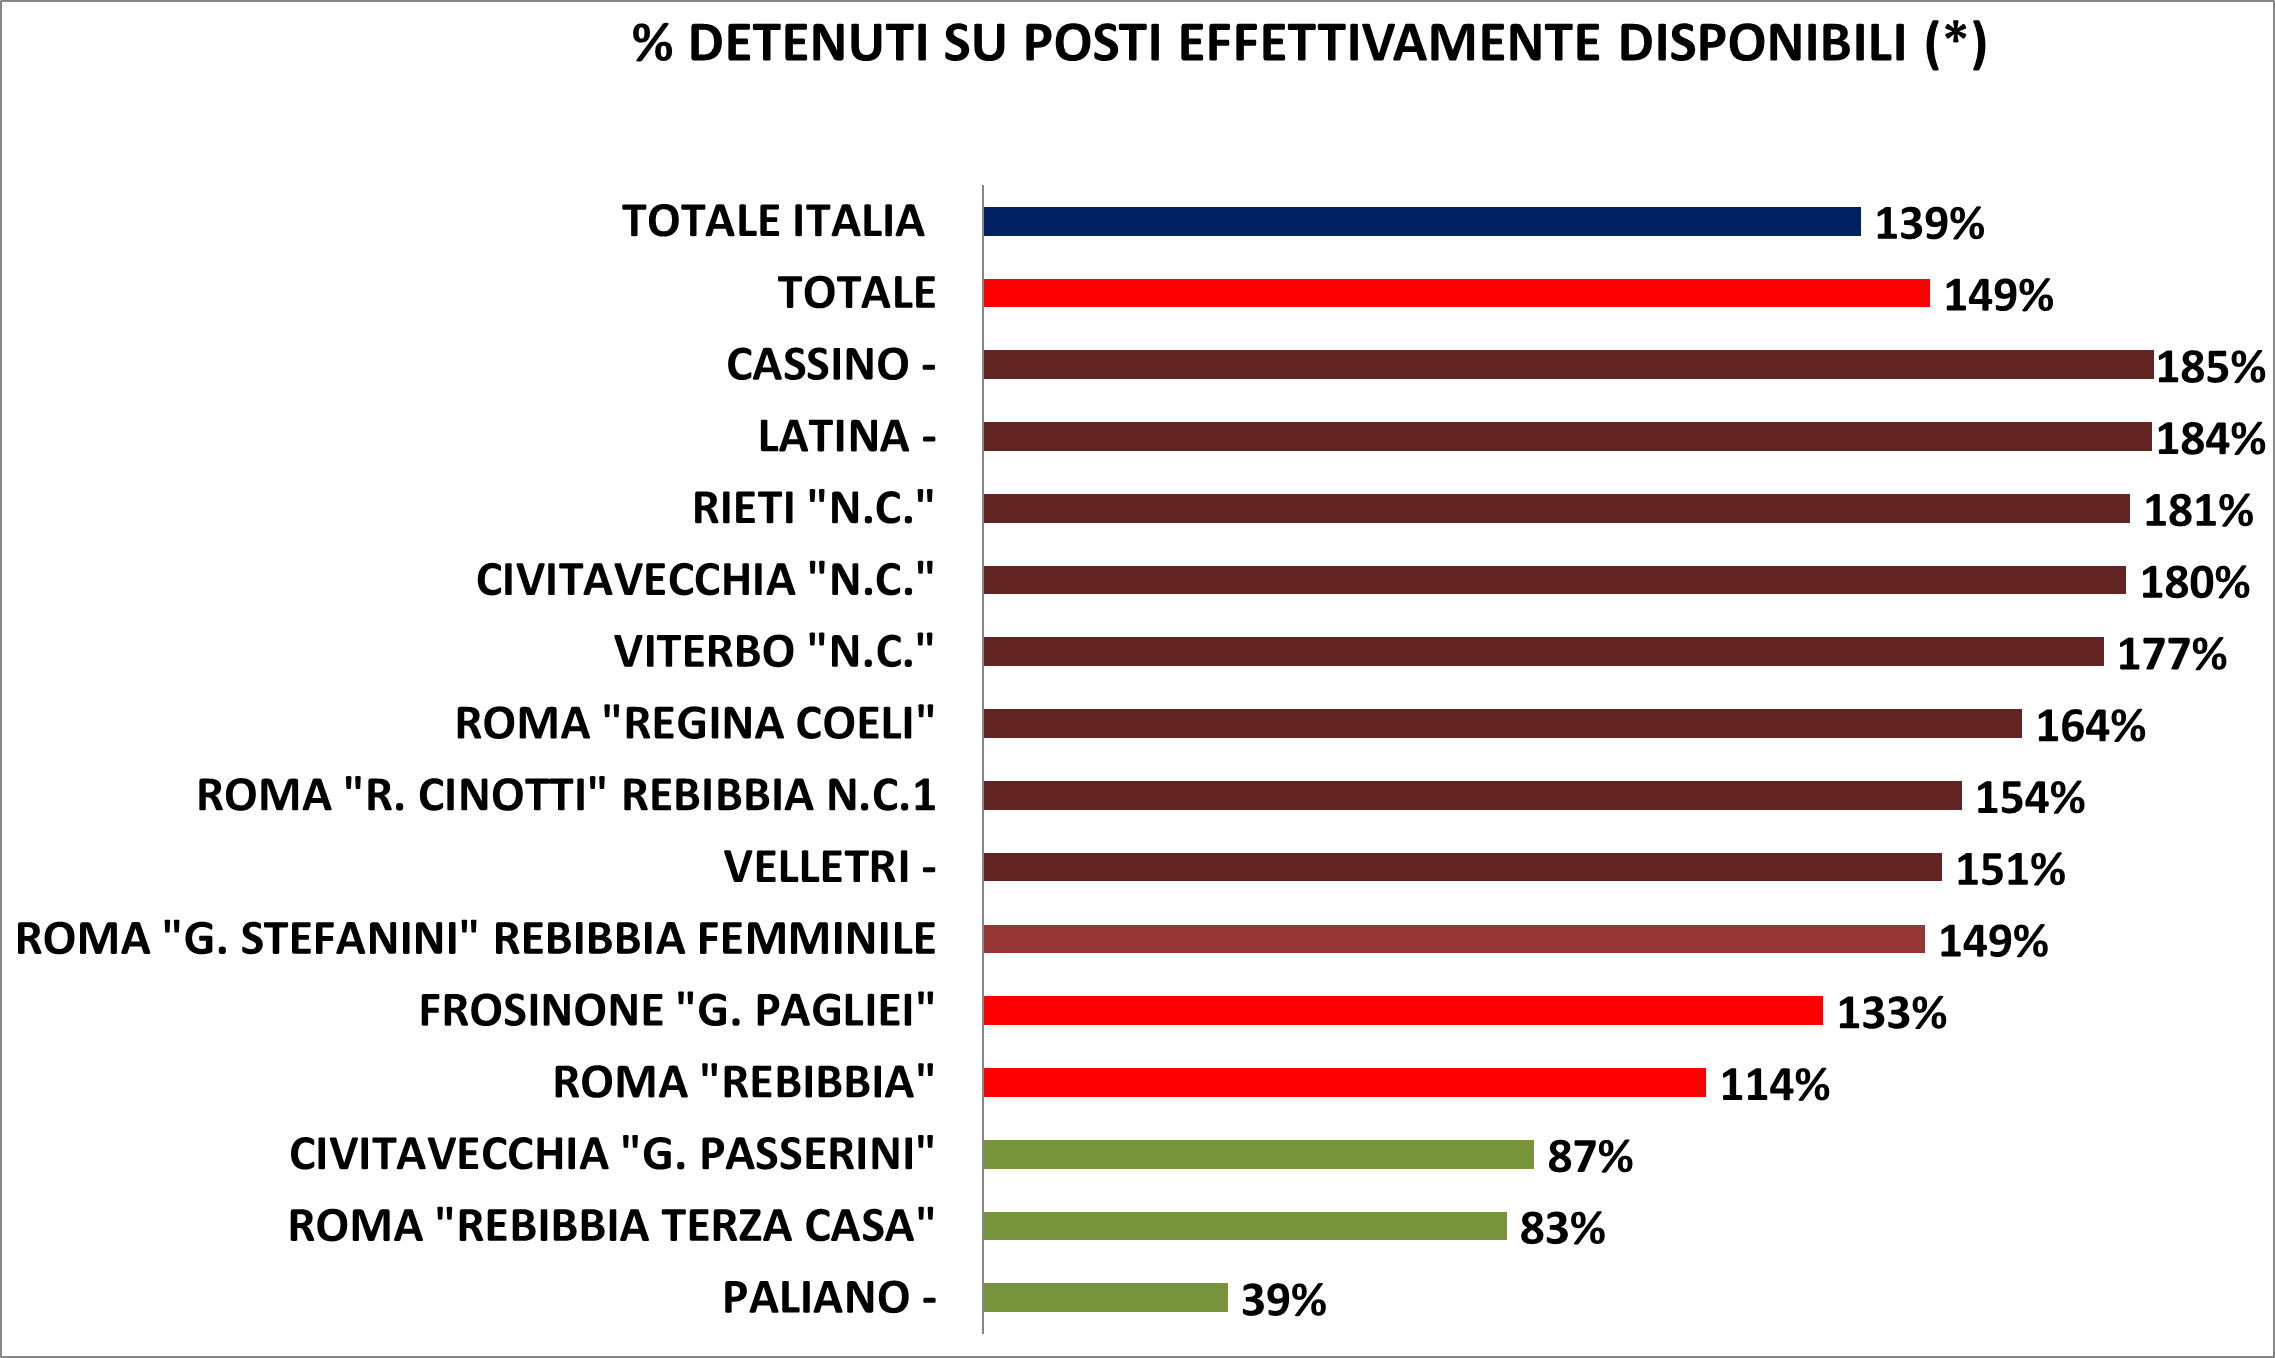 % DETENUTI SU POSTI EFFETTIVAMENTE DISPONIBILI (*)
TOTALE ITALIA 139%
TOTALE 149%
CASSINO - 185%
LATINA - 184%
RIETI "N.C." 181%
CIVITAVECCHIA "N.C." 180%
VITERBO "N.C." 177%
ROMA "REGINA COELI" 164%
ROMA "R. CINOTTI" REBIBBIA N.C.1 154%
VELLETRI - 151%
ROMA "G. STEFANINI" REBIBBIA FEMMINILE 149%
FROSINONE "G. PAGLIEI" 133%
ROMA "REBIBBIA" 114%
CIVITAVECCHIA "G. PASSERINI" 87%
ROMA "REBIBBIA TERZA CASA" 83%
PALIANO - 39%